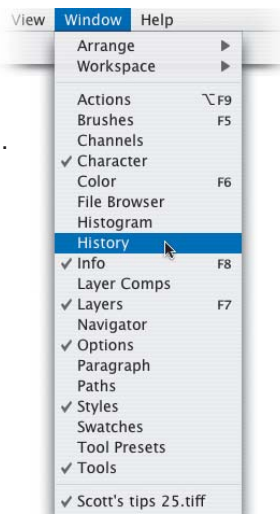 View Window Help
Arrange ▶
Workspace ▶
Actions ⌥F9
Brushes F5
Channels
✓ Character
Color F6
File Browser
Histogram
History
✓ Info F8
Layer Comps
✓ Layers F7
Navigator
✓ Options
Paragraph
Paths
✓ Styles
Swatches
Tool Presets
✓ Tools
✓ Scott's tips 25.tiff